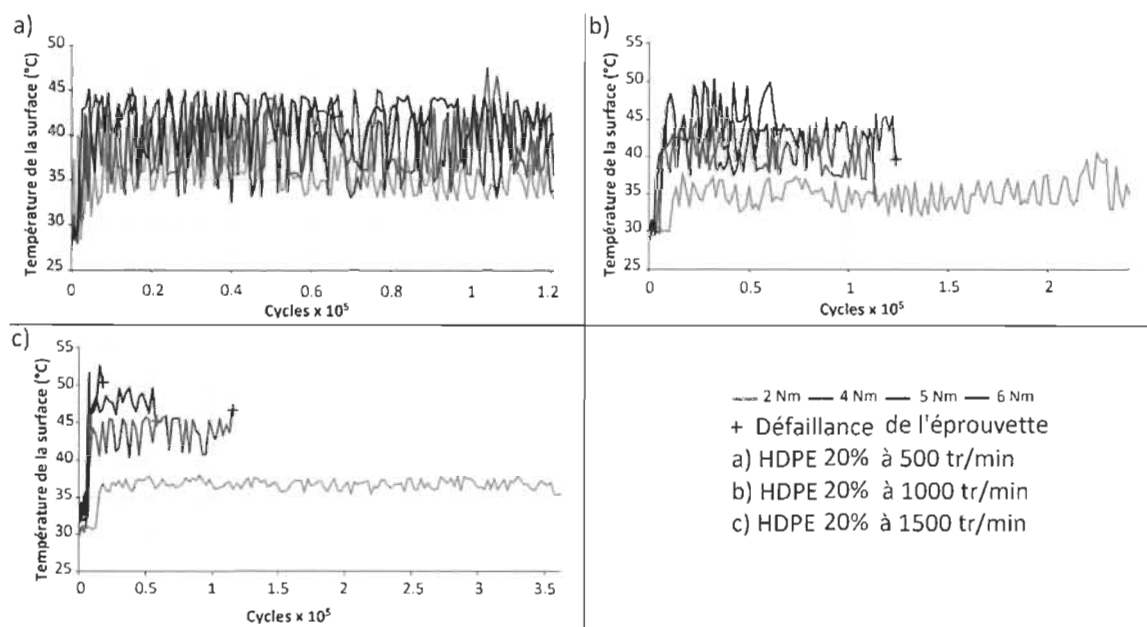 a)
Température de la surface (°C)
50
45
40
35
30
25
0 0.2 0.4 0.6 0.8 1 1.2
Cycles x 10⁵
b)
Température de la surface (°C)
55
50
45
40
35
30
25
0 0.5 1 1.5 2
Cycles x 10⁵
c)
Température de la surface (°C)
55
50
45
40
35
30
25
0 0.5 1 1.5 2 2.5 3 3.5
Cycles x 10⁵
2 Nm 4 Nm 5 Nm 6 Nm
+ Défaillance de l'éprouvette
a) HDPE 20% à 500 tr/min
b) HDPE 20% à 1000 tr/min
c) HDPE 20% à 1500 tr/min